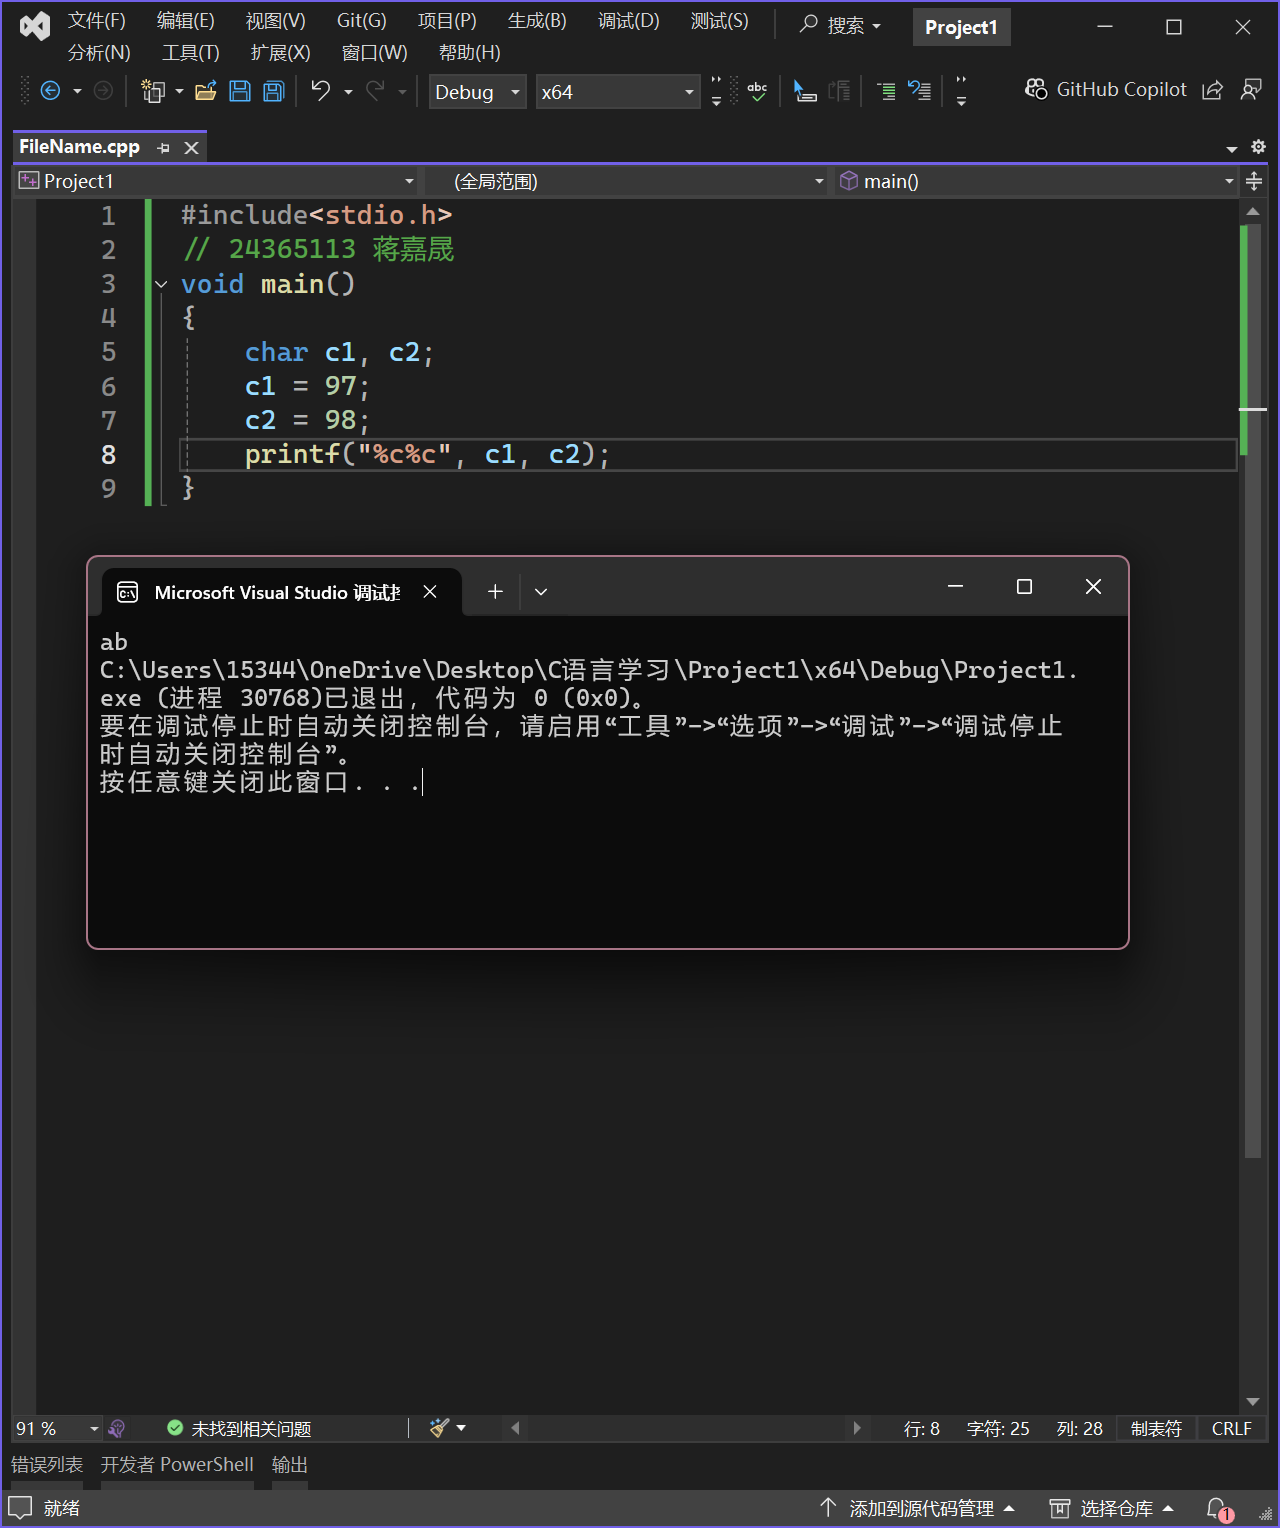 文件(F) 编辑(E) 视图(V) Git(G) 项目(P) 生成(B) 调试(D) 测试(S) 搜索 Project1
分析(N) 工具(T) 扩展(X) 窗口(W) 帮助(H)
Debug x64 abc GitHub Copilot
FileName.cpp
Project1 (全局范围) main()
1 #include<stdio.h>
2 // 24365113 蒋嘉晟
3 void main()
4 {
5 char c1, c2;
6 c1 = 97;
7 c2 = 98;
8 printf("%c%c", c1, c2);
9 }
C:\ Microsoft Visual Studio 调试控
ab
C:\Users\15344\OneDrive\Desktop\C语言学习\Project1\x64\Debug\Project1.
exe (进程 30768)已退出，代码为 0 (0x0)。
要在调试停止时自动关闭控制台，请启用“工具”->“选项”->“调试”->“调试停止
时自动关闭控制台”。
按任意键关闭此窗口. . .
91 % 未找到相关问题 行: 8 字符: 25 列: 28 制表符 CRLF
错误列表 开发者 PowerShell 输出
就绪 添加到源代码管理 选择仓库 1